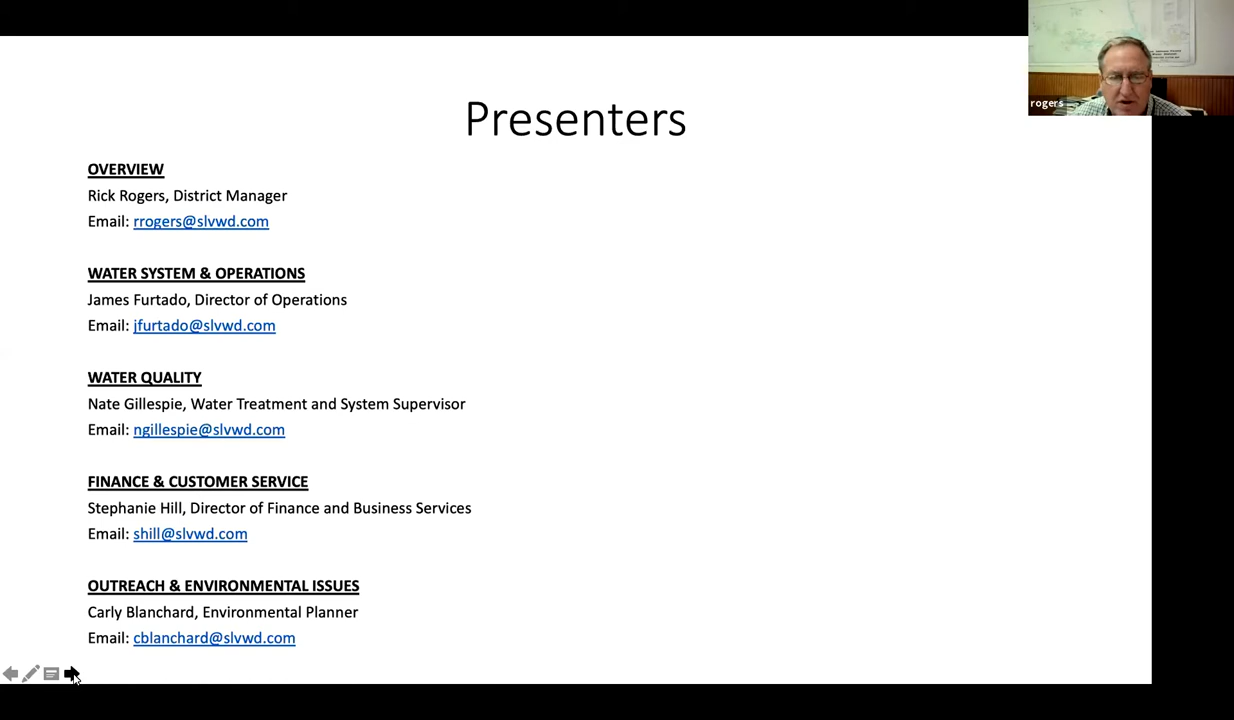 Presenters
rogers
OVERVIEW
Rick Rogers, District Manager
Email: rrogers@slvwd.com
WATER SYSTEM & OPERATIONS
James Furtado, Director of Operations
Email: jfurtado@slvwd.com
WATER QUALITY
Nate Gillespie, Water Treatment and System Supervisor
Email: ngillespie@slvwd.com
FINANCE & CUSTOMER SERVICE
Stephanie Hill, Director of Finance and Business Services
Email: shill@slvwd.com
OUTREACH & ENVIRONMENTAL ISSUES
Carly Blanchard, Environmental Planner
Email: cblanchard@slvwd.com